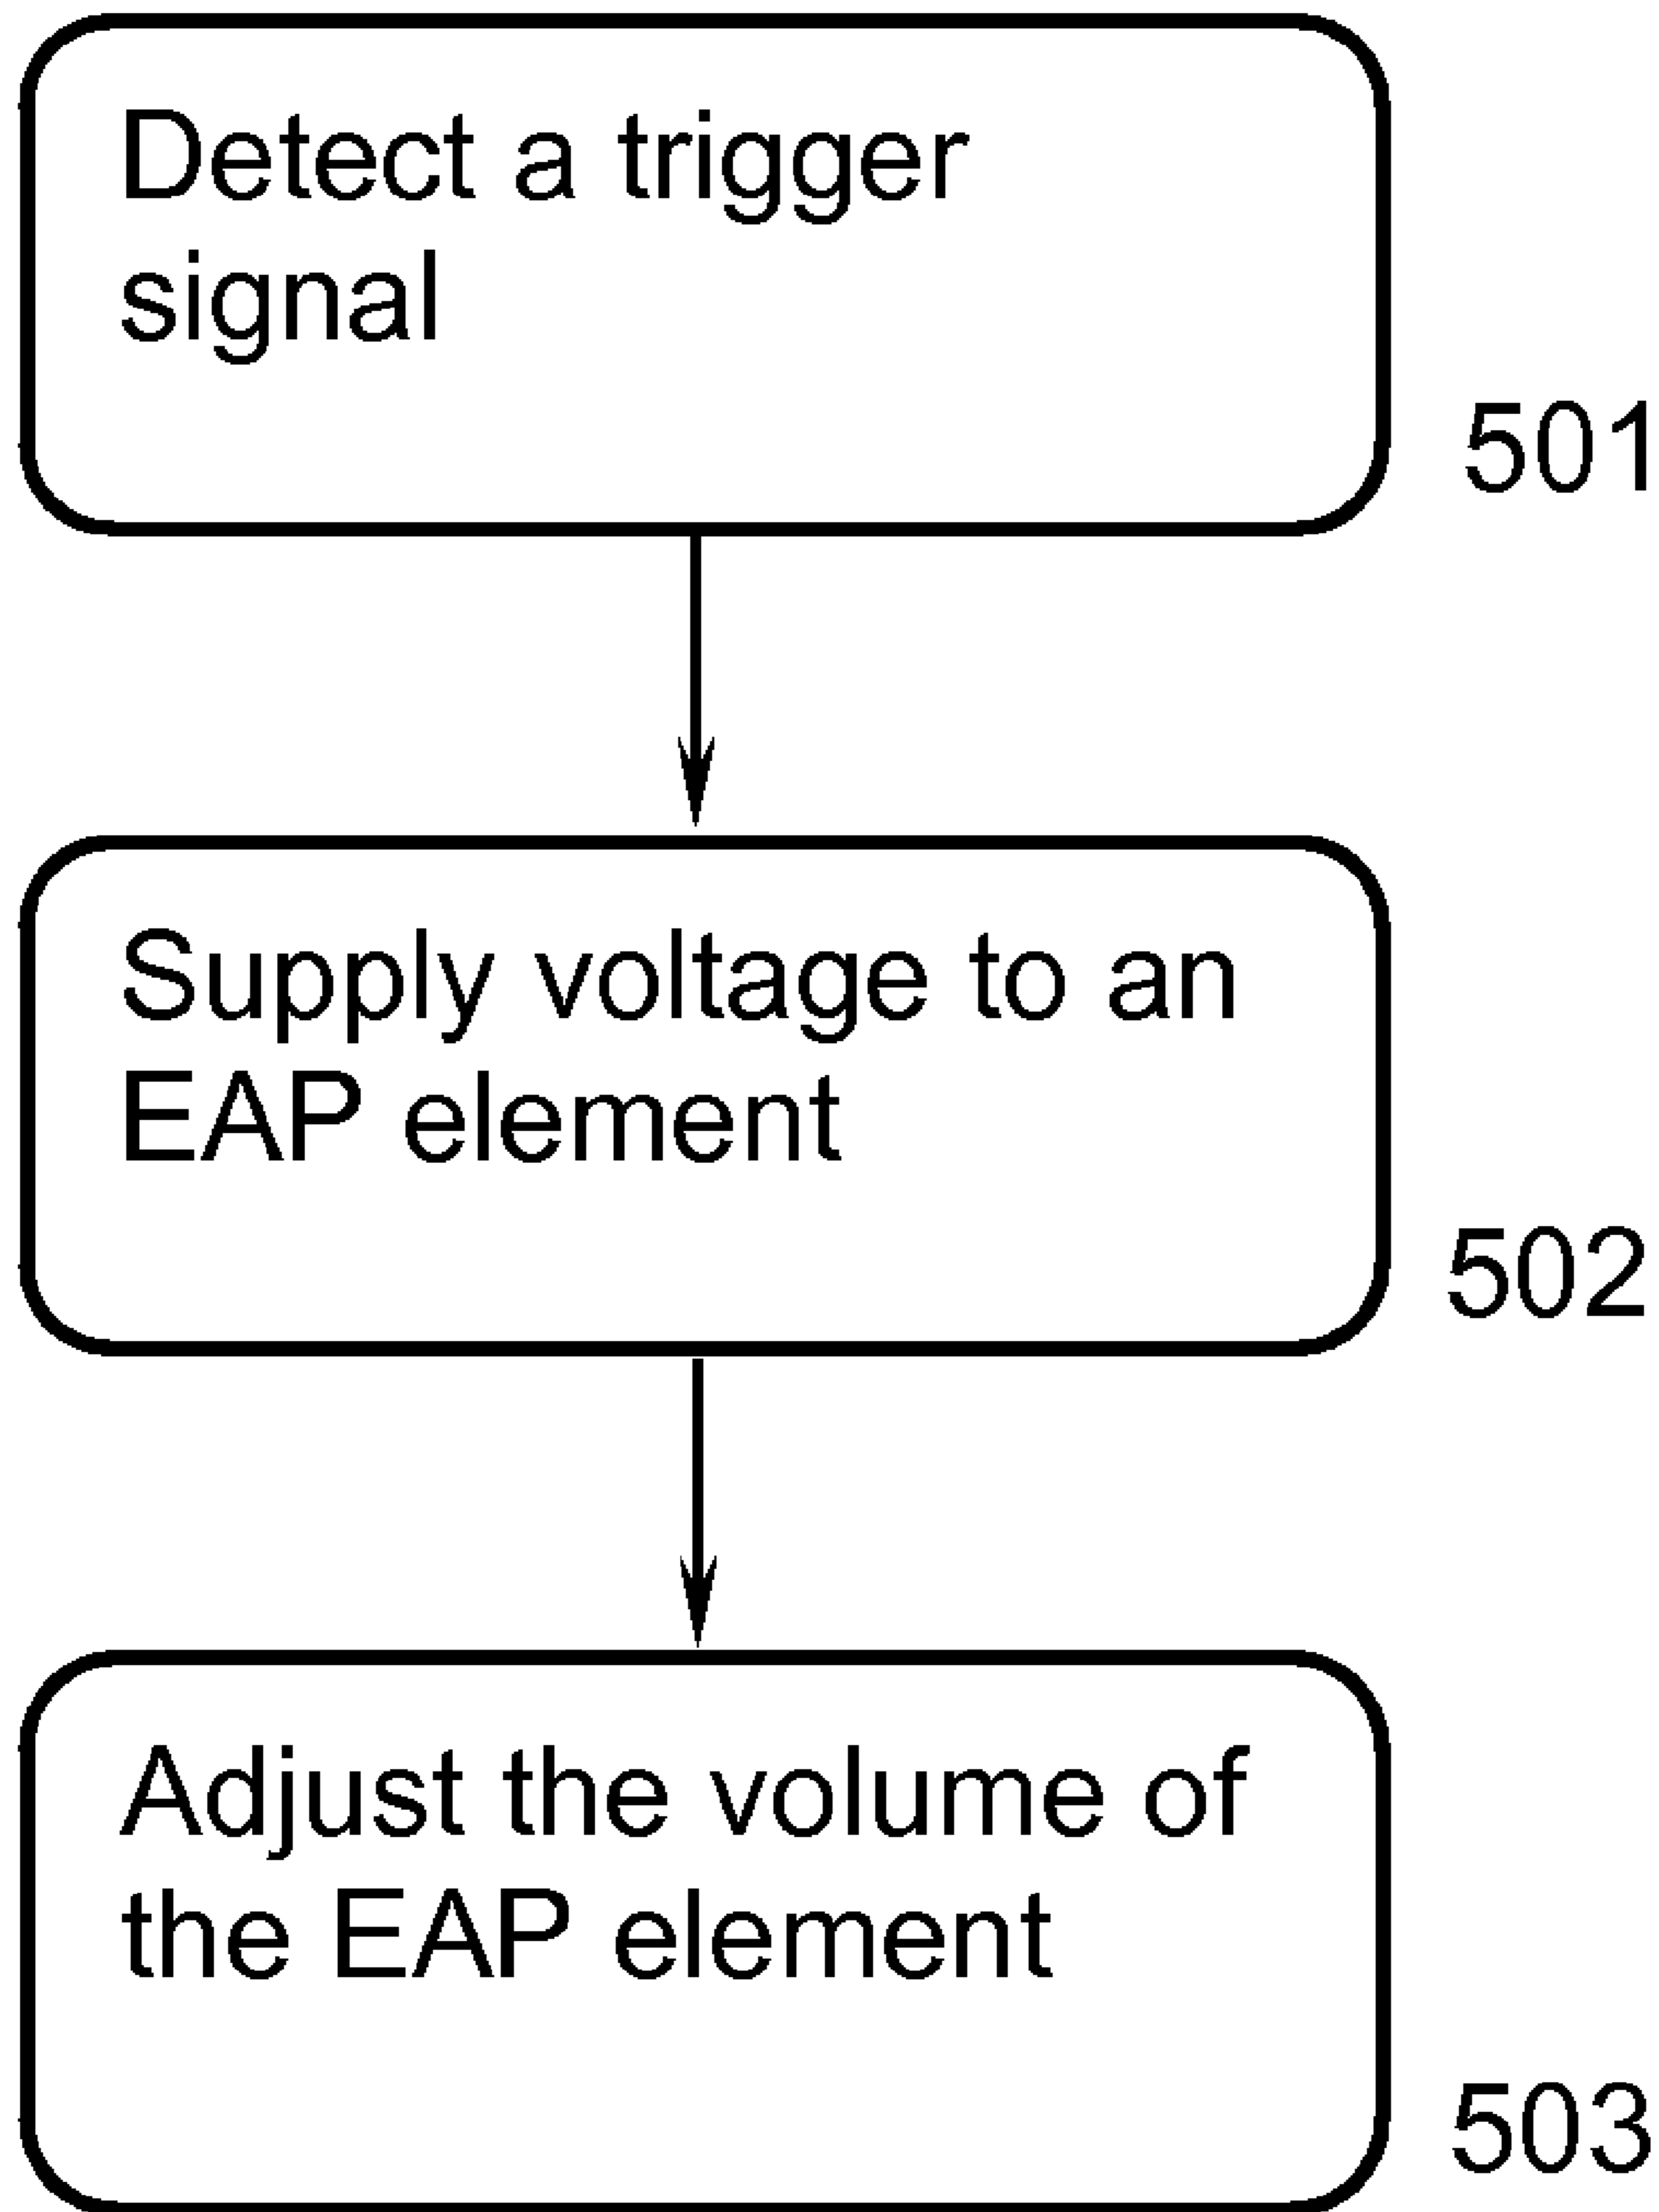 Detect a trigger
signal
501
Supply voltage to an
EAP element
502
Adjust the volume of
the EAP element
503